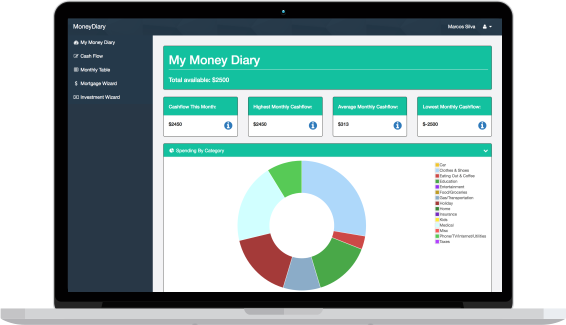 MoneyDiary
Marcos Silva
My Money Diary
Cash Flow
Monthly Table
Mortgage Wizard
Investment Wizard
My Money Diary
Total available: $2500
Cashflow This Month:
$2450
Highest Monthly Cashflow:
$2450
Average Monthly Cashflow:
$313
Lowest Monthly Cashflow:
$-2500
Spending By Category
Car
Clothes & Shoes
Eating Out & Coffee
Education
Entertainment
Food/Groceries
Gas/Transportation
Holiday
Home
Insurance
Kids
Medical
Misc
Phone/TV/Internet/Utilities
Taxes